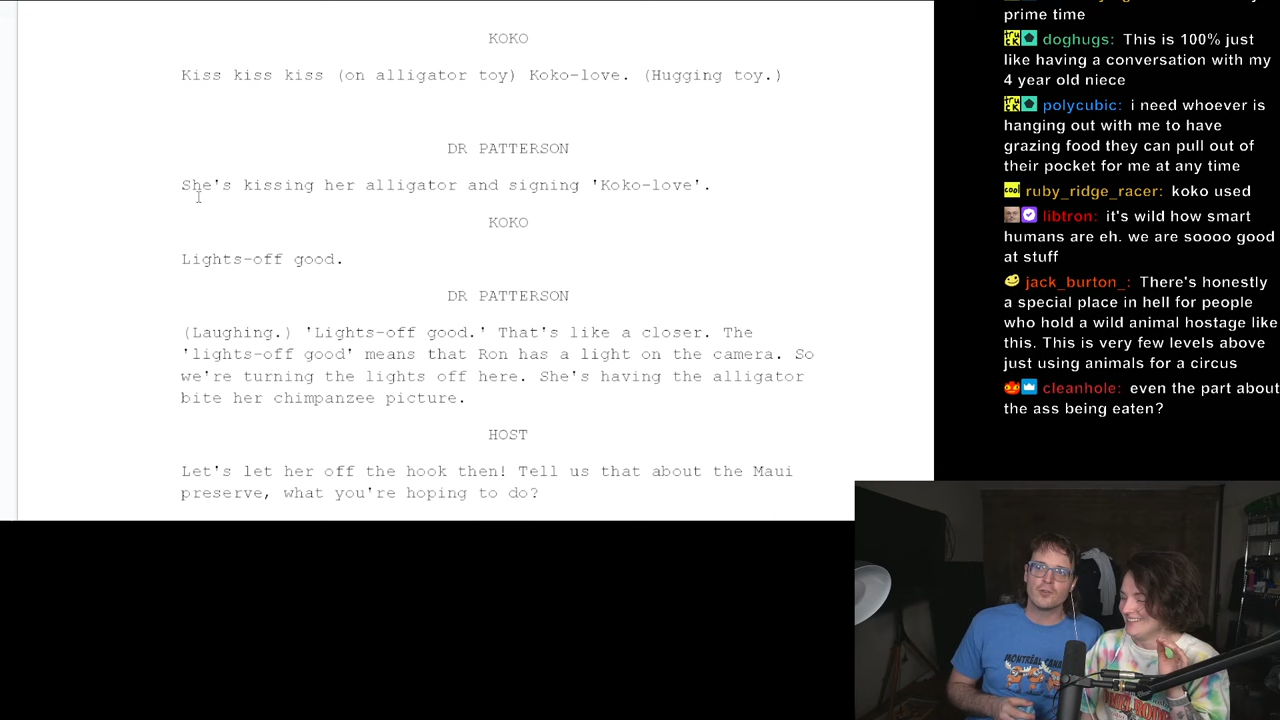 KOKO
Kiss kiss kiss (on alligator toy) Koko-love. (Hugging toy.)
DR PATTERSON
She's kissing her alligator and signing 'Koko-love'.
KOKO
Lights-off good.
DR PATTERSON
(Laughing.) 'Lights-off good.' That's like a closer. The
'lights-off good' means that Ron has a light on the camera. So
we're turning the lights off here. She's having the alligator
bite her chimpanzee picture.
HOST
Let's let her off the hook then! Tell us that about the Maui
preserve, what you're hoping to do?
prime time
doghugs: This is 100% just
like having a conversation with my
4 year old niece
polycubic: i need whoever is
hanging out with me to have
grazing food they can pull out of
their pocket for me at any time
cool ruby_ridge_racer: koko used
libtron: it's wild how smart
humans are eh. we are soooo good
at stuff
jack_burton_: There's honestly
a special place in hell for people
who hold a wild animal hostage like
this. This is very few levels above
just using animals for a circus
cleanhole: even the part about
the ass being eaten?
MONTRÉAL CANADA